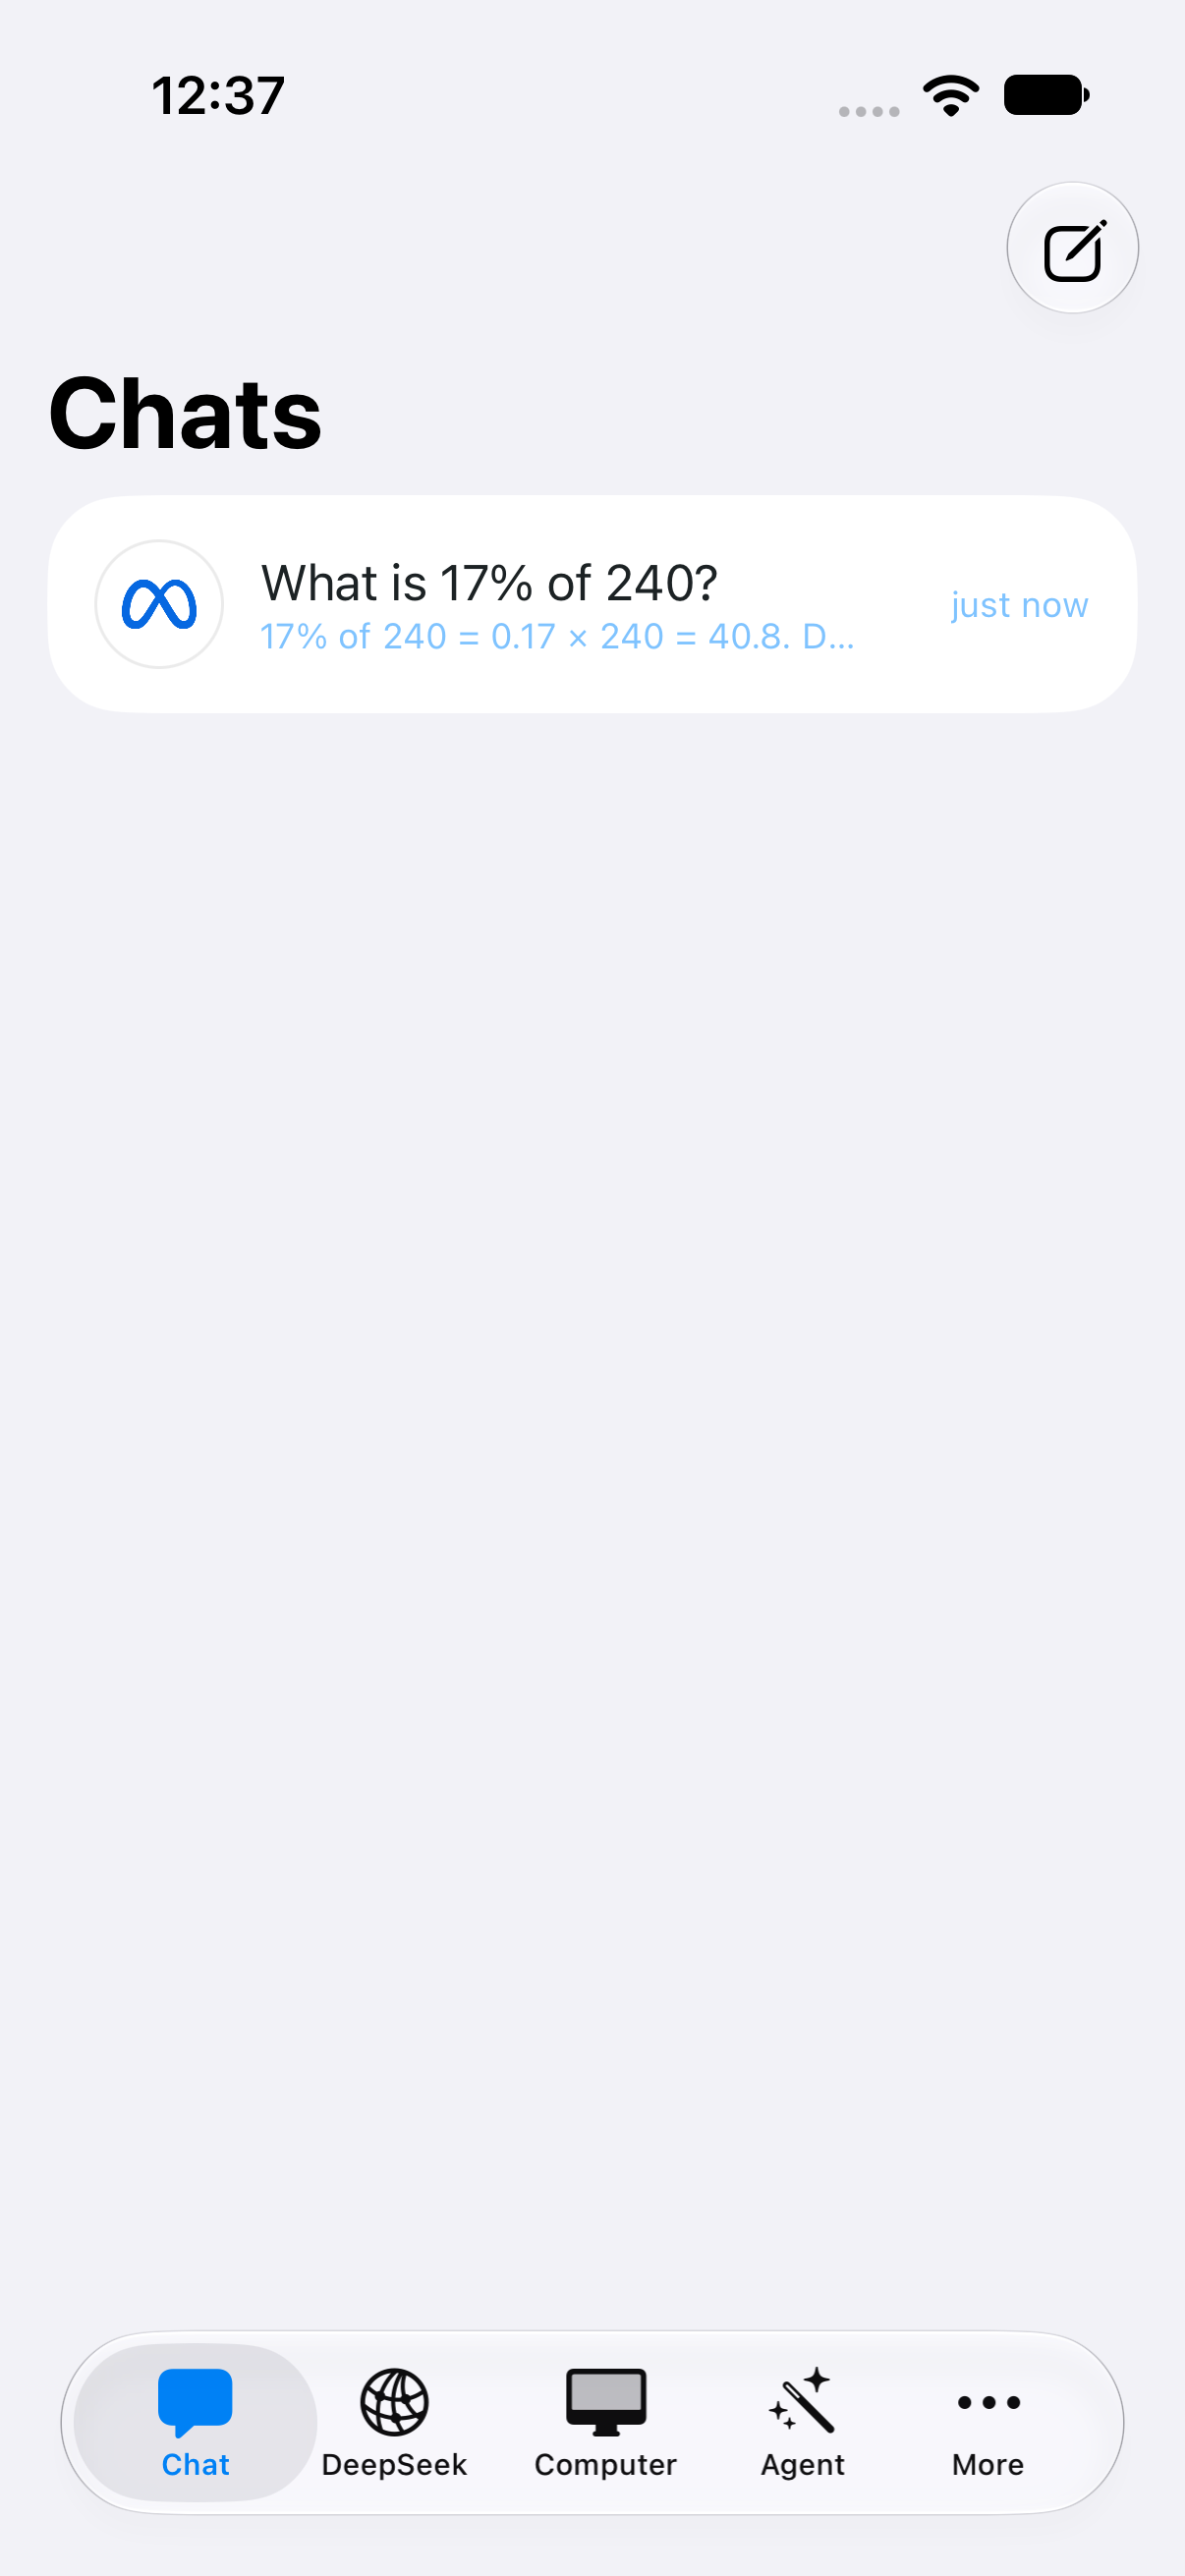 12:37
Chats
What is 17% of 240?
17% of 240 = 0.17 × 240 = 40.8. D...
just now
Chat
DeepSeek
Computer
Agent
More